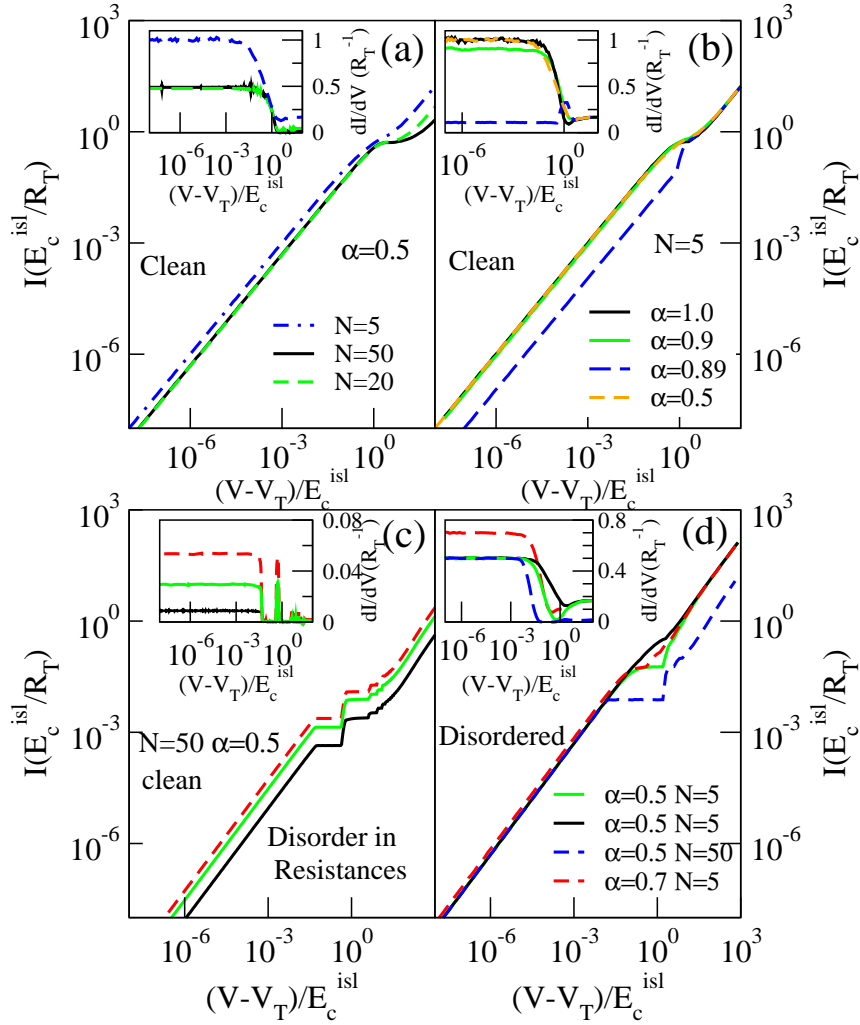 10^3
10^0
10^-3
10^-6
I(E_c^isl/R_T)
(a)
1
0.5
0
dI/dV (R_T^-1)
10^-6 10^-3 10^0
(V-V_T)/E_c^isl
Clean
α=0.5
N=5
N=50
N=20
10^-6 10^-3 10^0
(V-V_T)/E_c^isl
(b)
1
0.5
0
dI/dV(R_T^-1)
10^-6 10^0
(V-V_T)/E_c^isl
Clean
N=5
α=1.0
α=0.9
α=0.89
α=0.5
10^-6 10^-3 10^0
(V-V_T)/E_c^isl
10^3
10^0
10^-3
10^-6
I(E_c^isl/R_T)
10^3
10^0
10^-3
10^-6
I(E_c^isl/R_T)
(c)
0.08
0.04
0
dI/dV(R_T^-1)
10^-6 10^-4 10^-1
(V-V_T)/E_c^isl
N=50 α=0.5
clean
Disorder in
Resistances
10^-6 10^-3 10^0
(V-V_T)/E_c^isl
(d)
0.8
0.4
0
dI/dV(R_T^-1)
10^-6 10^-4 10^-1
(V-V_T)/E_c^isl
Disordered
α=0.5 N=5
α=0.5 N=5
α=0.5 N=50
α=0.7 N=5
10^-6 10^-3 10^0 10^3
(V-V_T)/E_c^isl
10^3
10^0
10^-3
10^-6
I(E_c^isl/R_T)